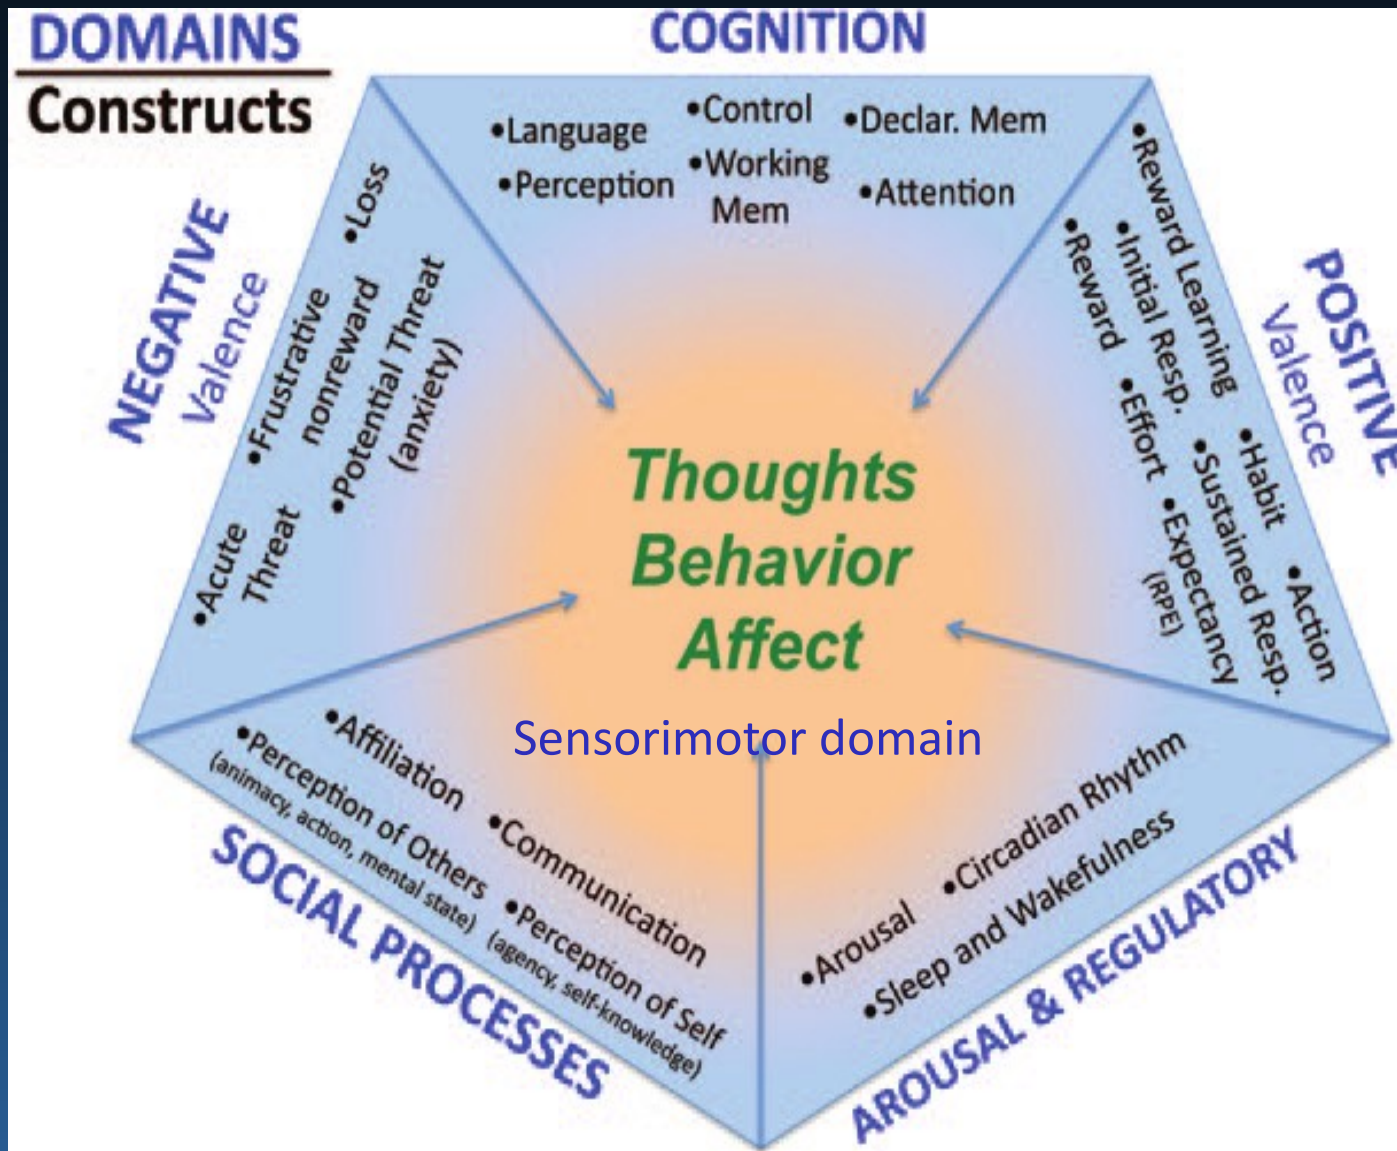 DOMAINS
Constructs
COGNITION
•Language
•Control
•Declar. Mem
•Perception
•Working
Mem
•Attention
NEGATIVE
Valence
•Loss
•Frustrative
nonreward
•Potential Threat
(anxiety)
•Acute
Threat
POSITIVE
Valence
•Reward Learning
•Initial Resp.
•Reward
•Effort
•Habit
•Sustained Resp.
•Expectancy
(RPE)
•Action
Thoughts
Behavior
Affect
Sensorimotor domain
SOCIAL PROCESSES
•Affiliation
•Perception of Others
(animacy, action, mental state)
•Communication
•Perception of Self
(agency, self-knowledge)
AROUSAL & REGULATORY
•Circadian Rhythm
•Arousal
•Sleep and Wakefulness